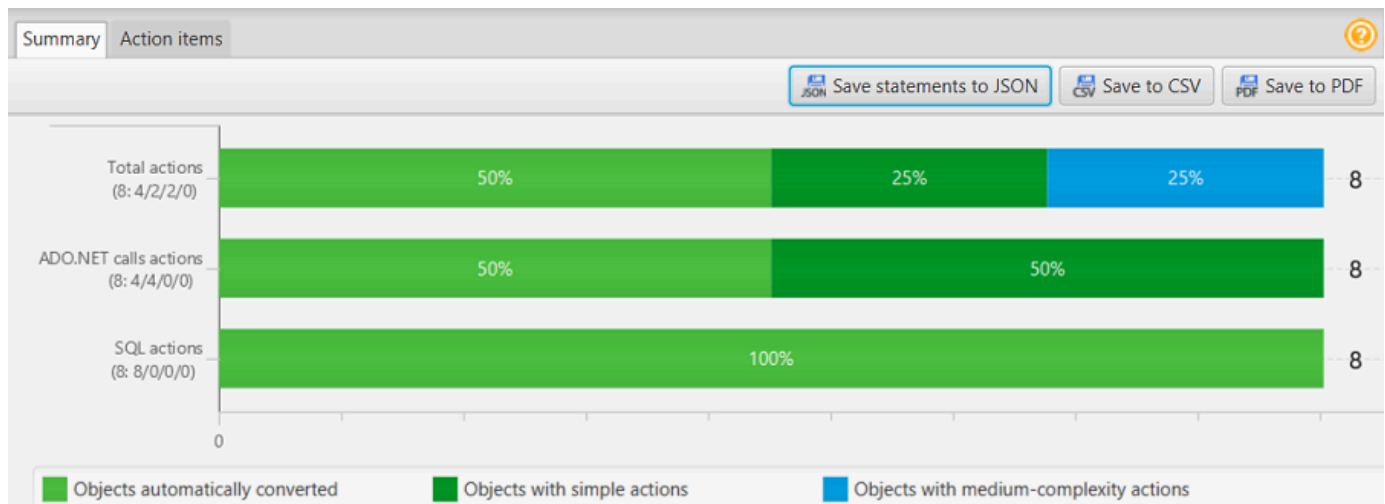 Summary Action items
?
JSON Save statements to JSON CSV Save to CSV PDF Save to PDF
Total actions
(8: 4/2/2/0)
50% 25% 25% 8
ADO.NET calls actions
(8: 4/4/0/0)
50% 50% 8
SQL actions
(8: 8/0/0/0)
100% 8
0
Objects automatically converted Objects with simple actions Objects with medium-complexity actions